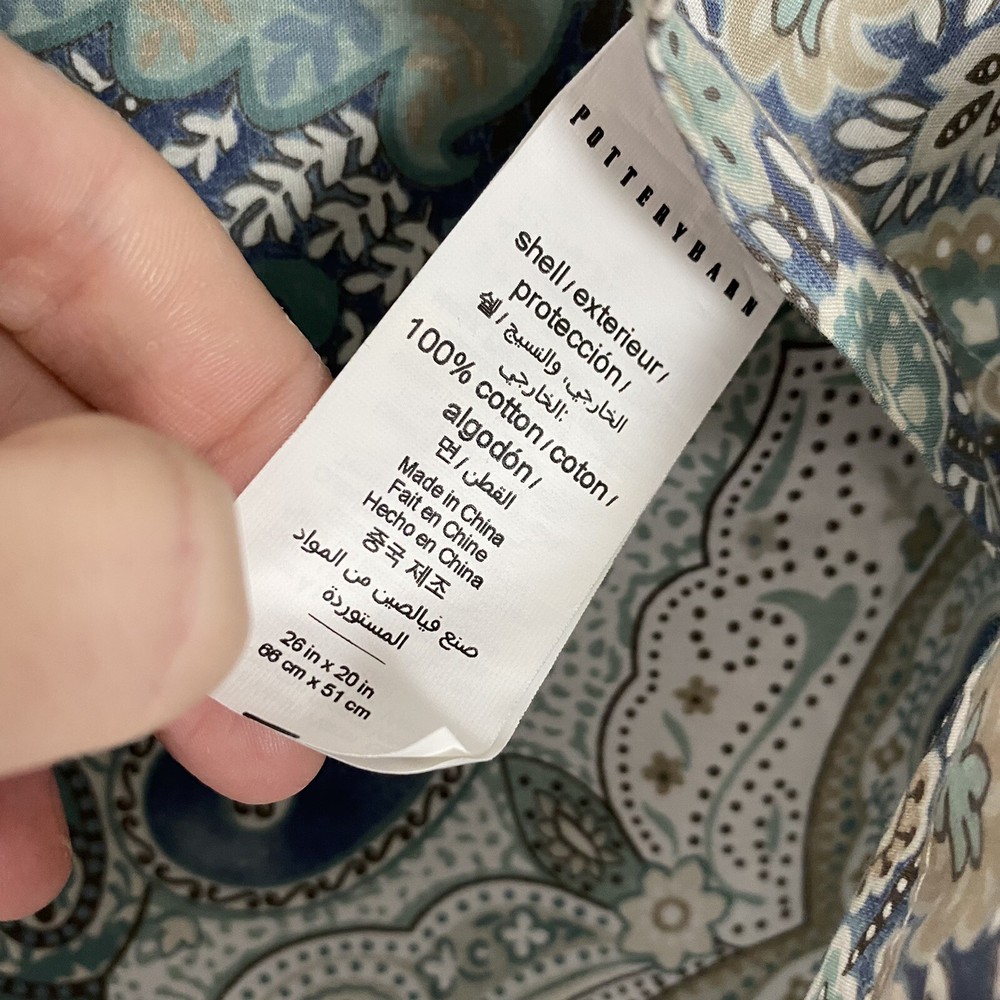 POTTERYBARN
shell / exterieur /
protección /
쉘 / الخارجي، والنسيج
الخارجي:
100% cotton / coton /
algodón /
면 / القطن
Made in China
Fait en Chine
Hecho en China
중국 제조
صنع فيالصين من المواد
المستوردة
26 in x 20 in
66 cm x 51 cm